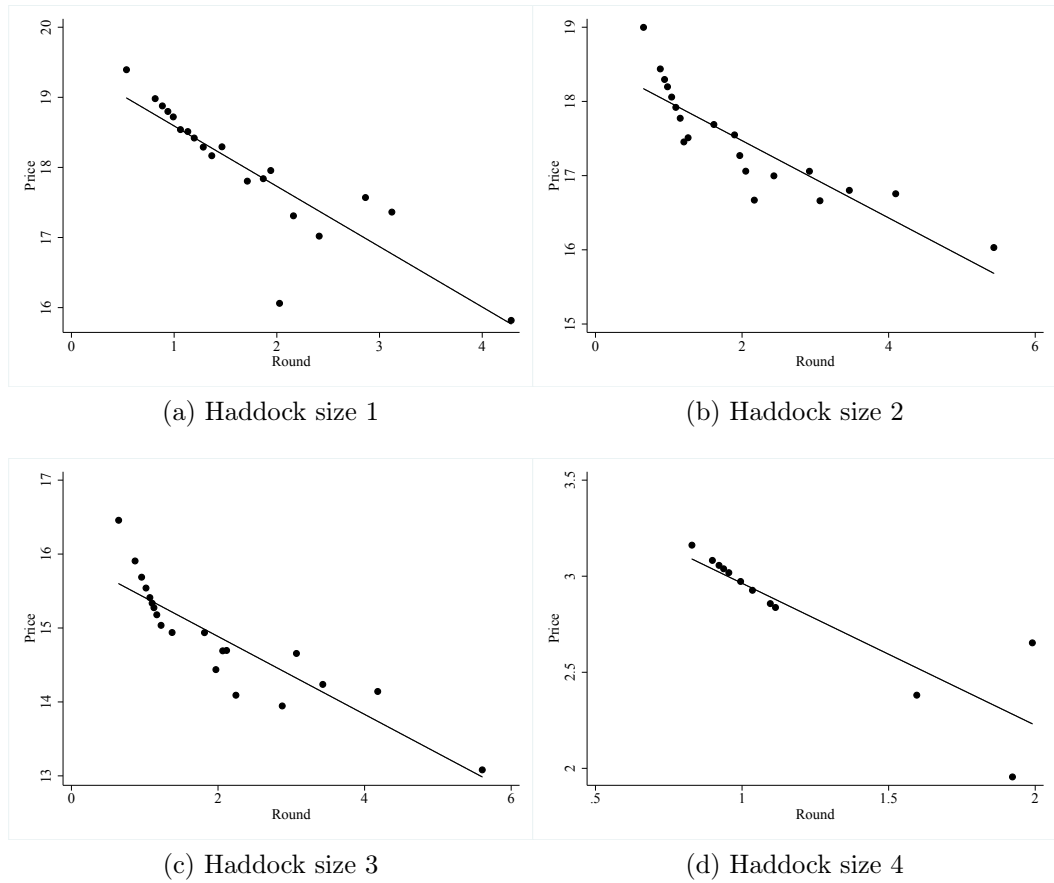 20
19
18
17
16
Price
0 1 2 3 4
Round
(a) Haddock size 1
19
18
17
16
15
Price
0 2 4 6
Round
(b) Haddock size 2
17
16
15
14
13
Price
0 2 4 6
Round
(c) Haddock size 3
3.5
3
2.5
2
Price
.5 1 1.5 2
Round
(d) Haddock size 4